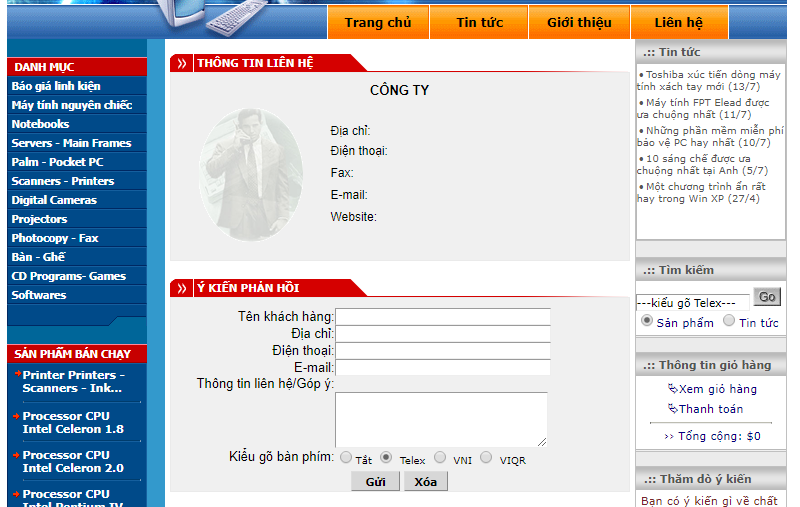 Trang chủ
Tin tức
Giới thiệu
Liên hệ
DANH MỤC
Báo giá linh kiện
Máy tính nguyên chiếc
Notebooks
Servers - Main Frames
Palm - Pocket PC
Scanners - Printers
Digital Cameras
Projectors
Photocopy - Fax
Bàn - Ghế
CD Programs- Games
Softwares
SẢN PHẨM BÁN CHẠY
Printer Printers -
Scanners - Ink...
Processor CPU
Intel Celeron 1.8
Processor CPU
Intel Celeron 2.0
Processor CPU
Intel Pentium IV
THÔNG TIN LIÊN HỆ
CÔNG TY
Địa chỉ:
Điện thoại:
Fax:
E-mail:
Website:
Ý KIẾN PHẢN HỒI
Tên khách hàng:
Địa chỉ:
Điện thoại:
E-mail:
Thông tin liên hệ/Góp ý:
Kiểu gõ bàn phím: Tắt Telex VNI VIQR
Gửi Xóa
.:: Tin tức
• Toshiba xúc tiến dòng máy
tính xách tay mới (13/7)
• Máy tính FPT Elead được
ưa chuộng nhất (11/7)
• Những phần mềm miễn phí
bảo vệ PC hay nhất (10/7)
• 10 sáng chế được ưa
chuộng nhất tại Anh (5/7)
• Một chương trình ẩn rất
hay trong Win XP (27/4)
.:: Tìm kiếm
---kiểu gõ Telex--- Go
Sản phẩm Tin tức
.:: Thông tin giỏ hàng
Xem giỏ hàng
Thanh toán
›› Tổng cộng: $0
.:: Thăm dò ý kiến
Bạn có ý kiến gì về chất